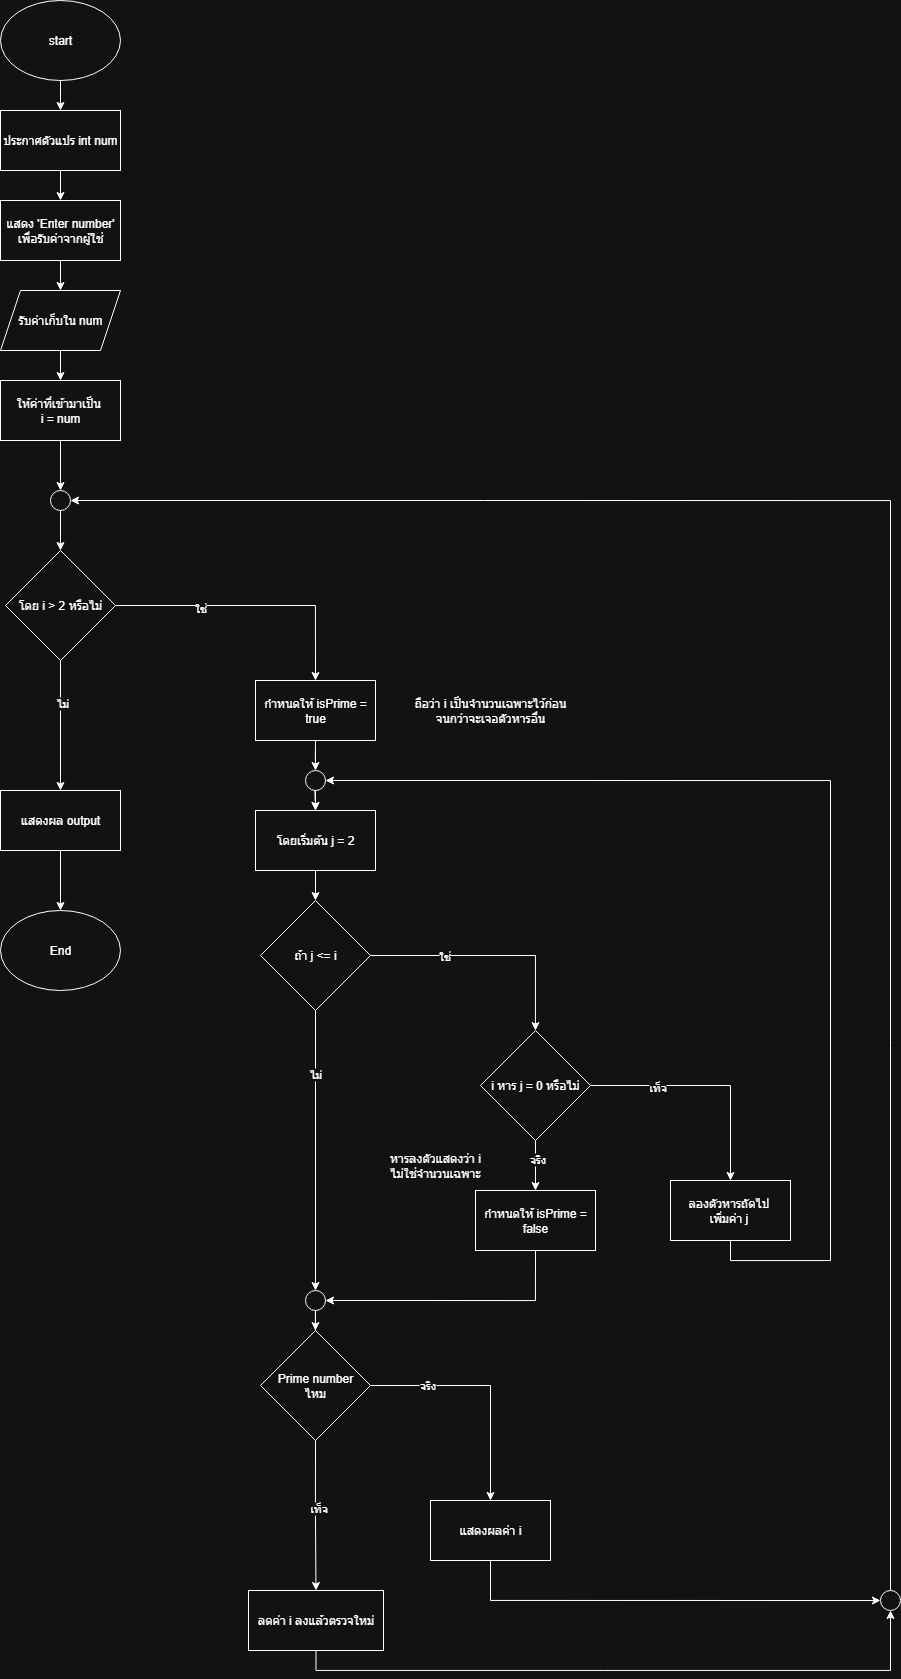 start
ประกาศตัวแปร int num
แสดง 'Enter number'
เพื่อรับค่าจากผู้ใช่
รับค่าเก็บใน num
ให้ค่าที่เข้ามาเป็น
i = num
โดย i > 2 หรือไม่
ใช่
ไม่
กำหนดให้ isPrime =
true
ถือว่า i เป็นจำนวนเฉพาะไว้ก่อน
จนกว่าจะเจอตัวหารอื่น
แสดงผล output
โดยเริ่มต้น j = 2
End
ถ้า j <= i
ใช่
ไม่
i หาร j = 0 หรือไม่
เท็จ
จริง
หารลงตัวแสดงว่า i
ไม่ใช่จำนวนเฉพาะ
กำหนดให้ isPrime =
false
ลองตัวหารถัดไป
เพิ่มค่า j
Prime number
ไหม
จริง
เท็จ
แสดงผลค่า i
ลดค่า i ลงแล้วตรวจใหม่